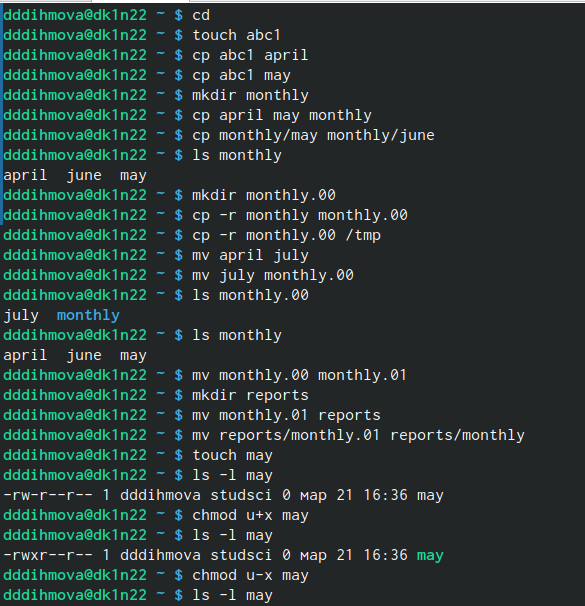 dddihmova@dk1n22 ~ $ cd
dddihmova@dk1n22 ~ $ touch abc1
dddihmova@dk1n22 ~ $ cp abc1 april
dddihmova@dk1n22 ~ $ cp abc1 may
dddihmova@dk1n22 ~ $ mkdir monthly
dddihmova@dk1n22 ~ $ cp april may monthly
dddihmova@dk1n22 ~ $ cp monthly/may monthly/june
dddihmova@dk1n22 ~ $ ls monthly
april  june  may
dddihmova@dk1n22 ~ $ mkdir monthly.00
dddihmova@dk1n22 ~ $ cp -r monthly monthly.00
dddihmova@dk1n22 ~ $ cp -r monthly.00 /tmp
dddihmova@dk1n22 ~ $ mv april july
dddihmova@dk1n22 ~ $ mv july monthly.00
dddihmova@dk1n22 ~ $ ls monthly.00
july  monthly
dddihmova@dk1n22 ~ $ ls monthly
april  june  may
dddihmova@dk1n22 ~ $ mv monthly.00 monthly.01
dddihmova@dk1n22 ~ $ mkdir reports
dddihmova@dk1n22 ~ $ mv monthly.01 reports
dddihmova@dk1n22 ~ $ mv reports/monthly.01 reports/monthly
dddihmova@dk1n22 ~ $ touch may
dddihmova@dk1n22 ~ $ ls -l may
-rw-r--r-- 1 dddihmova studsci 0 мар 21 16:36 may
dddihmova@dk1n22 ~ $ chmod u+x may
dddihmova@dk1n22 ~ $ ls -l may
-rwxr--r-- 1 dddihmova studsci 0 мар 21 16:36 may
dddihmova@dk1n22 ~ $ chmod u-x may
dddihmova@dk1n22 ~ $ ls -l may